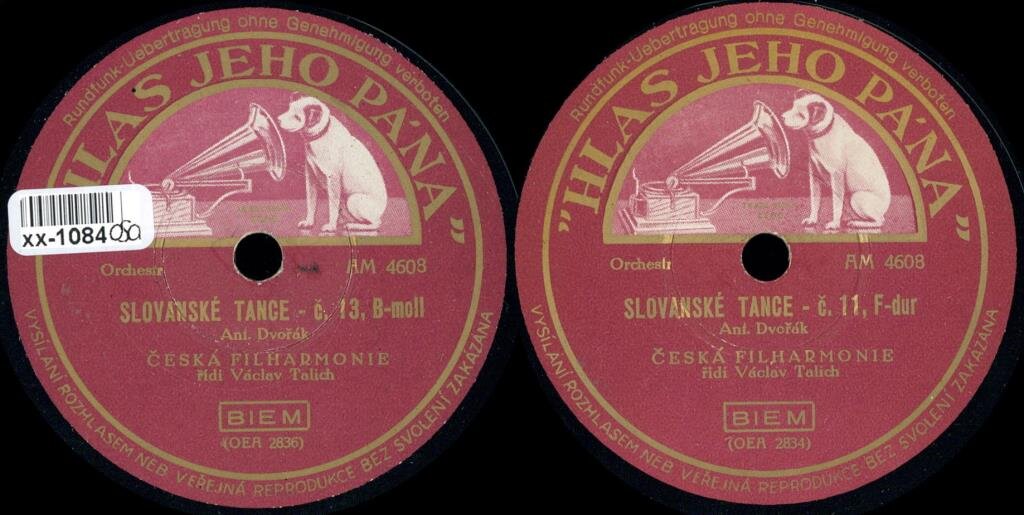 Rundfunk-Uebertragung ohne Genehmigung verboten
"HLAS JEHO PÁNA"
xx-1084
Orchestr
AM 4608
SLOVANSKÉ TANCE - č. 13, B-moll
Ant. Dvořák
ČESKÁ FILHARMONIE
řídí Václav Talich
BIEM
(OEA 2836)
VYSÍLANÍ ROZHLASEM NEB VEŘEJNÁ REPRODUKCE BEZ SVOLENÍ ZAKÁZÁNA
Rundfunk-Uebertragung ohne Genehmigung verboten
"HLAS JEHO PÁNA"
Orchestr
AM 4608
SLOVANSKÉ TANCE - č. 11, F-dur
Ant. Dvořák
ČESKÁ FILHARMONIE
řídí Václav Talich
BIEM
(OEA 2834)
VYSÍLANÍ ROZHLASEM NEB VEŘEJNÁ REPRODUKCE BEZ SVOLENÍ ZAKÁZÁNA